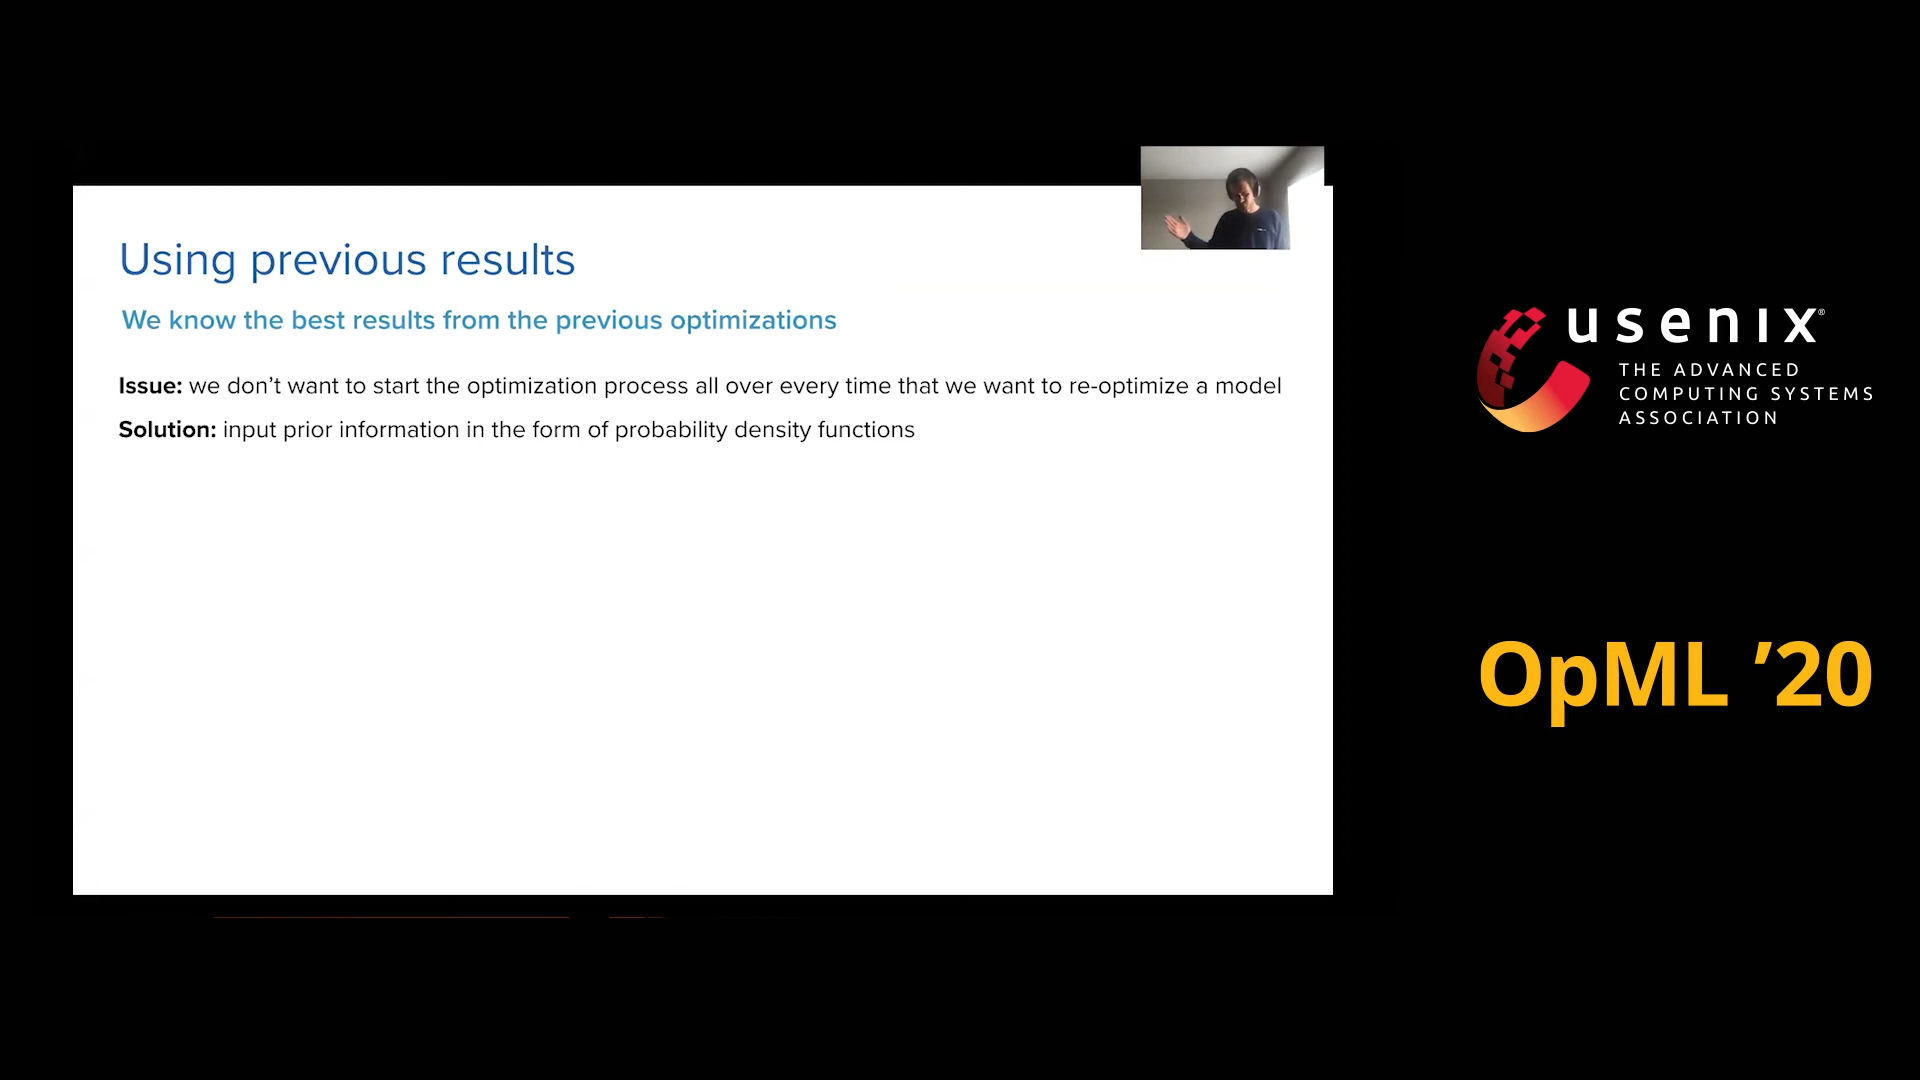 Using previous results
We know the best results from the previous optimizations
Issue: we don’t want to start the optimization process all over every time that we want to re-optimize a model
Solution: input prior information in the form of probability density functions
usenix®
THE ADVANCED
COMPUTING SYSTEMS
ASSOCIATION
OpML ’20